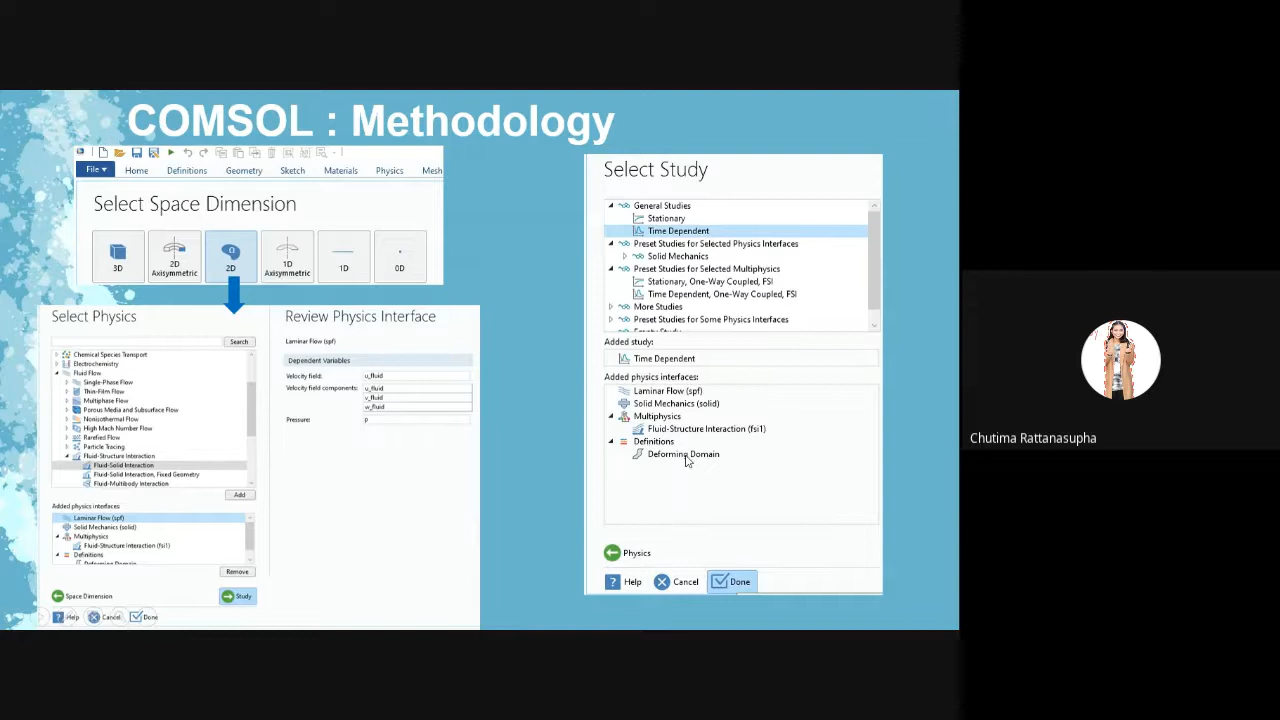 COMSOL : Methodology
File
Home
Definitions
Geometry
Sketch
Materials
Physics
Mesh
Select Space Dimension
3D
2D
Axisymmetric
2D
1D
Axisymmetric
1D
0D
Select Physics
Search
Chemical Species Transport
Electrochemistry
Fluid Flow
Single-Phase Flow
Thin-Film Flow
Multiphase Flow
Porous Media and Subsurface Flow
Nonisothermal Flow
High Mach Number Flow
Rarefied Flow
Particle Tracing
Fluid-Structure Interaction
Fluid-Solid Interaction
Fluid-Solid Interaction, Fixed Geometry
Fluid-Multibody Interaction
Add
Added physics interfaces:
Laminar Flow (spf)
Solid Mechanics (solid)
Multiphysics
Fluid-Structure Interaction (fsi1)
Definitions
Deforming Domain
Remove
Space Dimension
Study
Help
Cancel
Done
Review Physics Interface
Laminar Flow (spf)
Dependent Variables
Velocity field:
u_fluid
Velocity field components:
u_fluid
v_fluid
w_fluid
Pressure:
p
Select Study
General Studies
Stationary
Time Dependent
Preset Studies for Selected Physics Interfaces
Solid Mechanics
Preset Studies for Selected Multiphysics
Stationary, One-Way Coupled, FSI
Time Dependent, One-Way Coupled, FSI
More Studies
Preset Studies for Some Physics Interfaces
Empty Study
Added study:
Time Dependent
Added physics interfaces:
Laminar Flow (spf)
Solid Mechanics (solid)
Multiphysics
Fluid-Structure Interaction (fsi1)
Definitions
Deforming Domain
Physics
Help
Cancel
Done
Chutima Rattanasupha